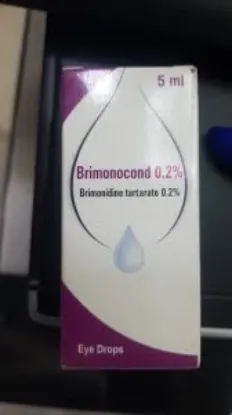 5 ml
Brimonocond 0.2%
Brimonidine tartarate 0.2%
Eye Drops